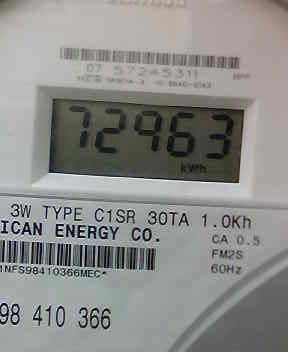 07 57245311
72963
kWh
3W TYPE C1SR 30TA 1.0Kh
ICAN ENERGY CO.
CA 0.5
FM2S
60Hz
1NFS98410366MEC*
98 410 366